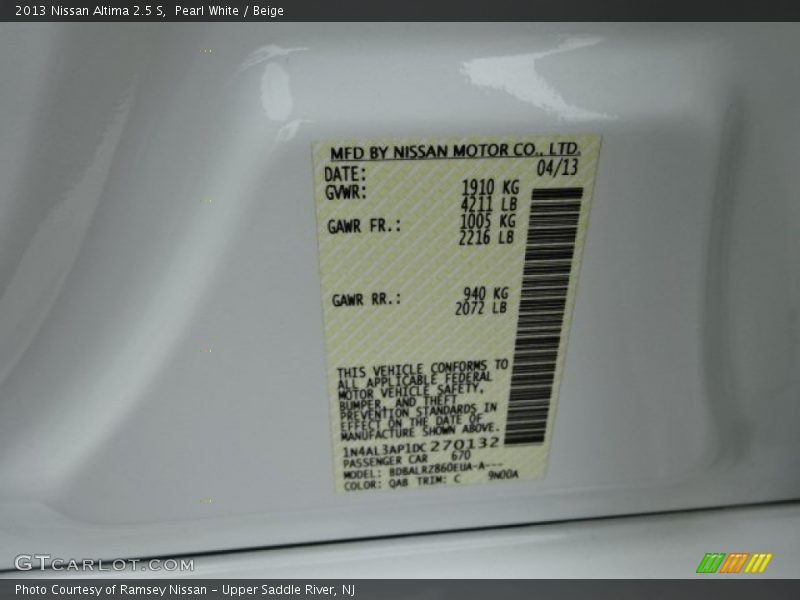 2013 Nissan Altima 2.5 S, Pearl White / Beige
MFD BY NISSAN MOTOR CO., LTD.
DATE: 04/13
GVWR: 1910 KG
4211 LB
GAWR FR.: 1005 KG
2216 LB
GAWR RR.: 940 KG
2072 LB
THIS VEHICLE CONFORMS TO
ALL APPLICABLE FEDERAL
MOTOR VEHICLE SAFETY,
BUMPER, AND THEFT
PREVENTION STANDARDS IN
EFFECT ON THE DATE OF
MANUFACTURE SHOWN ABOVE.
1N4AL3AP1DC270132
PASSENGER CAR 670
MODEL: BDBALRZ860EUA-A---
COLOR: QAB TRIM: C 9N00A
GTCarLot.com
Photo Courtesy of Ramsey Nissan - Upper Saddle River, NJ